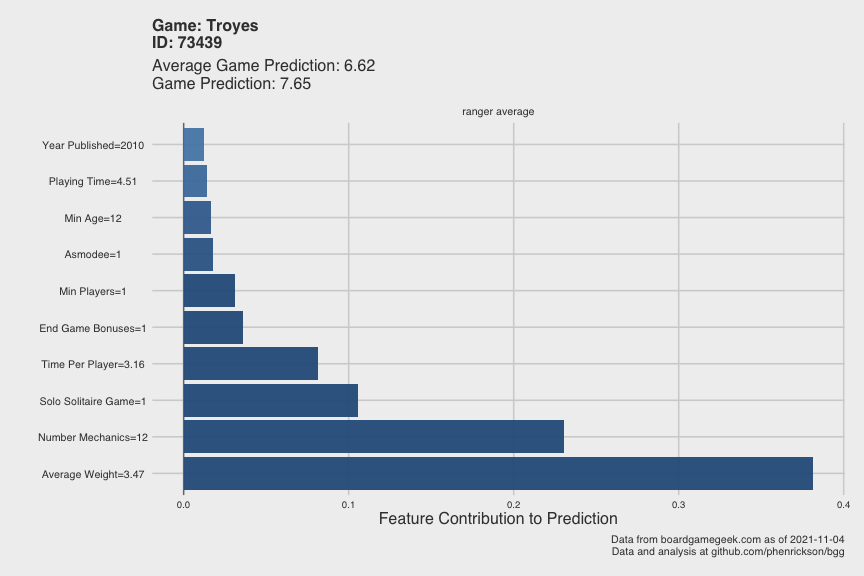 Game: Troyes
ID: 73439
Average Game Prediction: 6.62
Game Prediction: 7.65
ranger average
Year Published=2010
Playing Time=4.51
Min Age=12
Asmodee=1
Min Players=1
End Game Bonuses=1
Time Per Player=3.16
Solo Solitaire Game=1
Number Mechanics=12
Average Weight=3.47
0.0 0.1 0.2 0.3 0.4
Feature Contribution to Prediction
Data from boardgamegeek.com as of 2021-11-04
Data and analysis at github.com/phenrickson/bgg